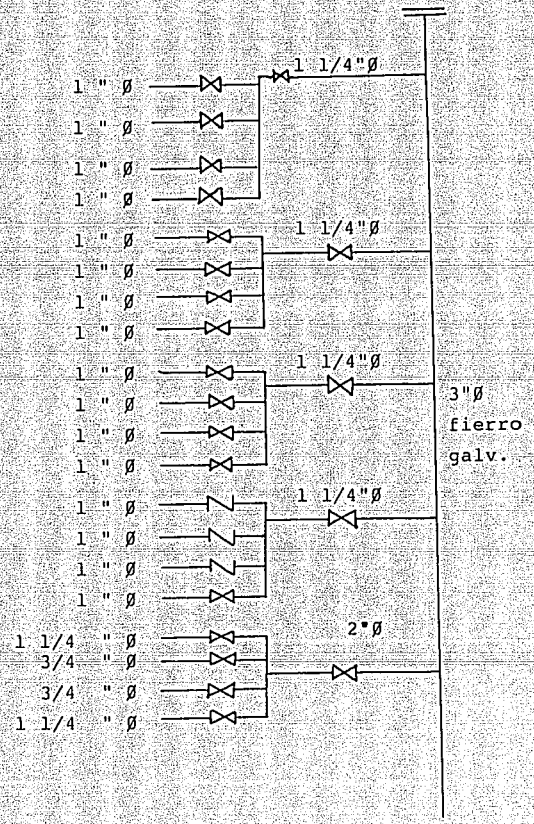 1 1/4"Ø
1 " Ø
1 " Ø
1 " Ø
1 " Ø
1 1/4"Ø
1 " Ø
1 " Ø
1 " Ø
1 " Ø
1 1/4"Ø
1 " Ø
1 " Ø
1 " Ø
1 " Ø
3"Ø
fierro
galv.
1 1/4"Ø
1 " Ø
1 " Ø
1 " Ø
1 " Ø
2"Ø
1 1/4 " Ø
3/4 " Ø
3/4 " Ø
1 1/4 " Ø